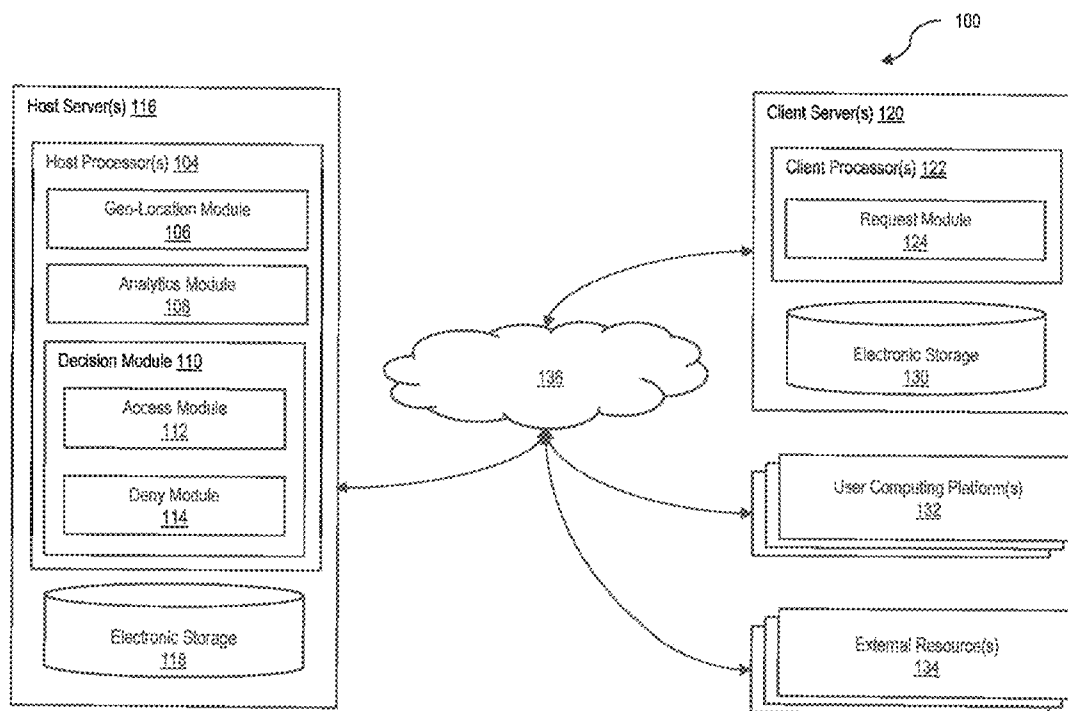 100
Host Server(s) 116
Host Processor(s) 104
Geo-Location Module
106
Analytics Module
108
Decision Module 110
Access Module
112
Deny Module
114
Electronic Storage
118
136
Client Server(s) 120
Client Processor(s) 122
Request Module
124
Electronic Storage
130
User Computing Platform(s)
132
External Resource(s)
134